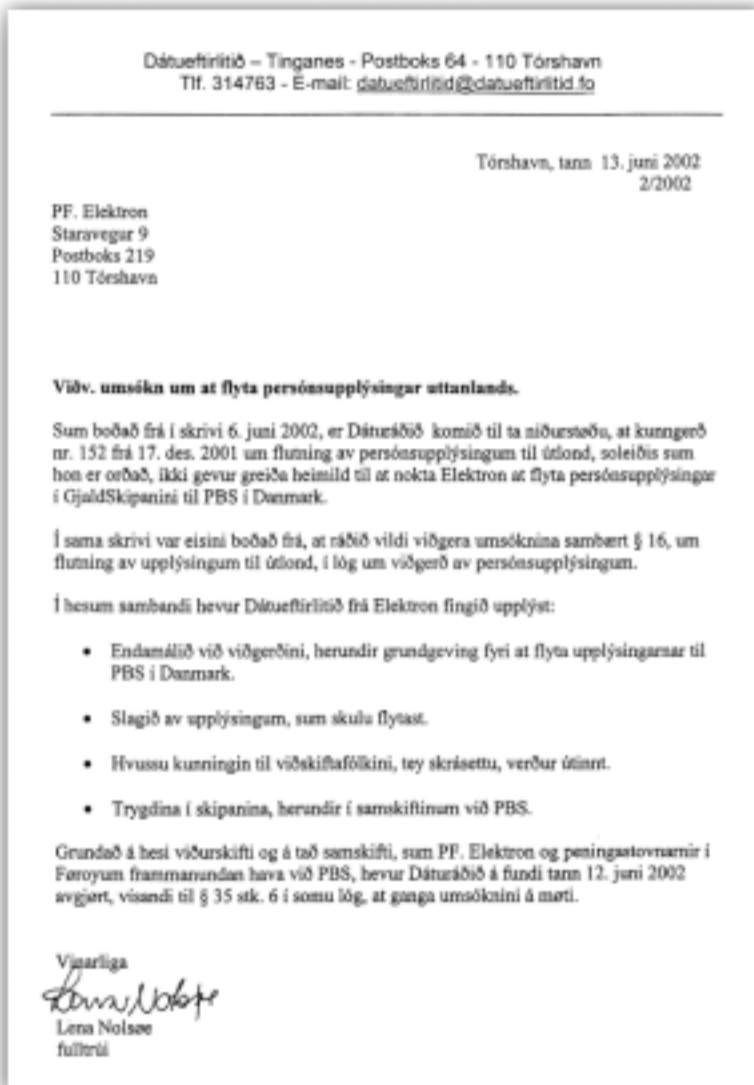 Dátueftirlitið – Tinganes - Postboks 64 - 110 Tórshavn
Tlf. 314763 - E-mail: datueftirlitid@datueftirlitid.fo
Tórshavn, tann 13. juni 2002
2/2002
PF. Elektron
Staravegur 9
Postboks 219
110 Tórshavn
Viðv. umsókn um at flyta persónsupplýsingar uttanlands.
Sum boðað frá í skrivi 6. juni 2002, er Dáturáðið komið til ta niðurstøðu, at kunngerð
nr. 152 frá 17. des. 2001 um flutning av persónsupplýsingum til útlond, soleiðis sum
hon er orðað, ikki gevur greiða heimild til at nokta Elektron at flyta persónsupplýsingar
í GjaldSkipanini til PBS í Danmark.
Í sama skrivi var eisini boðað frá, at ráðið vildi viðgera umsóknina sambært § 16, um
flutning av upplýsingum til útlond, í lóg um viðgerð av persónsupplýsingum.
Í hesum sambandi hevur Dátueftirlitið frá Elektron fingið upplýst:
• Endamálið við viðgerðini, herundir grundgeving fyri at flyta upplýsingarnar til
PBS í Danmark.
• Slagið av upplýsingum, sum skulu flytast.
• Hvussu kunningin til viðskiftafólkini, tey skrásettu, verður útinnt.
• Trygdina í skipanina, herundir í samskiftinum við PBS.
Grundað á hesi viðurskifti og á tað samskifti, sum PF. Elektron og peningastovnarnir í
Føroyum frammanundan hava við PBS, hevur Dáturáðið á fundi tann 12. juni 2002
avgjørt, vísandi til § 35 stk. 6 í somu lóg, at ganga umsóknini á møti.
Vinarliga
Lena Nolsøe
Lena Nolsøe
fulltrúi